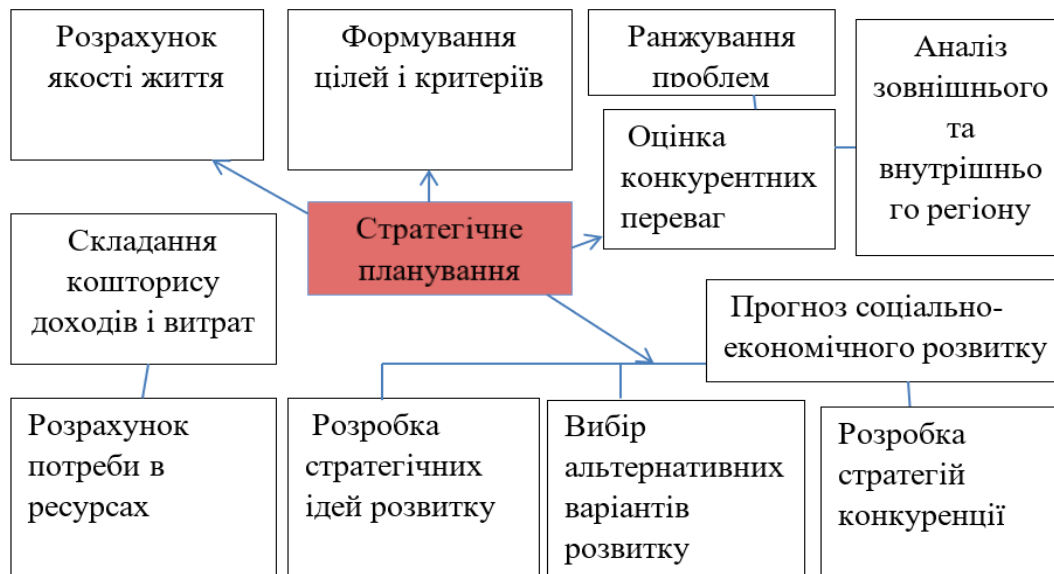 Розрахунок
якості життя
Формування
цілей і критеріїв
Ранжування
проблем
Аналіз
зовнішнього
та
внутрішньо
го регіону
Оцінка
конкурентних
переваг
Стратегічне
планування
Складання
кошторису
доходів і витрат
Прогноз соціально-
економічного розвитку
Розрахунок
потреби в
ресурсах
Розробка
стратегічних
ідей розвитку
Вибір
альтернативних
варіантів
розвитку
Розробка
стратегій
конкуренції